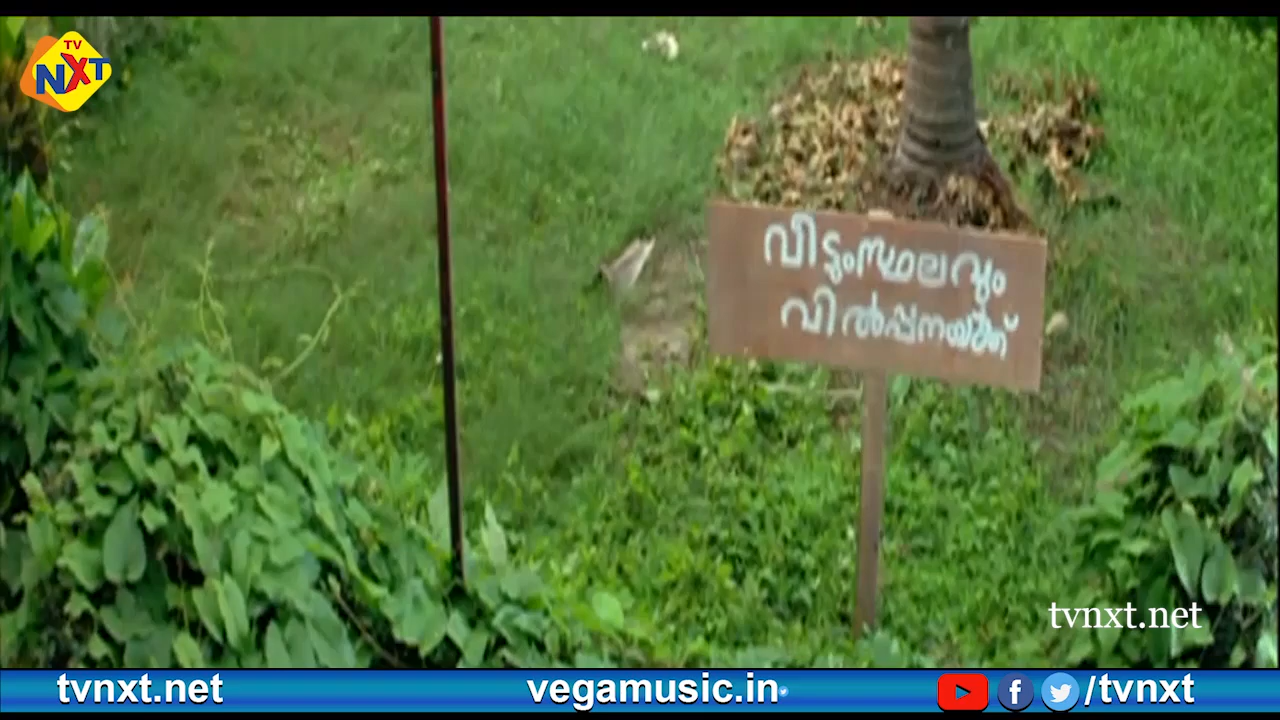 TV
NXT
വീടുംസ്ഥലവും
വിൽപ്പനയ്ക്ക്
tvnxt.net
tvnxt.net
vegamusic.in
/tvnxt